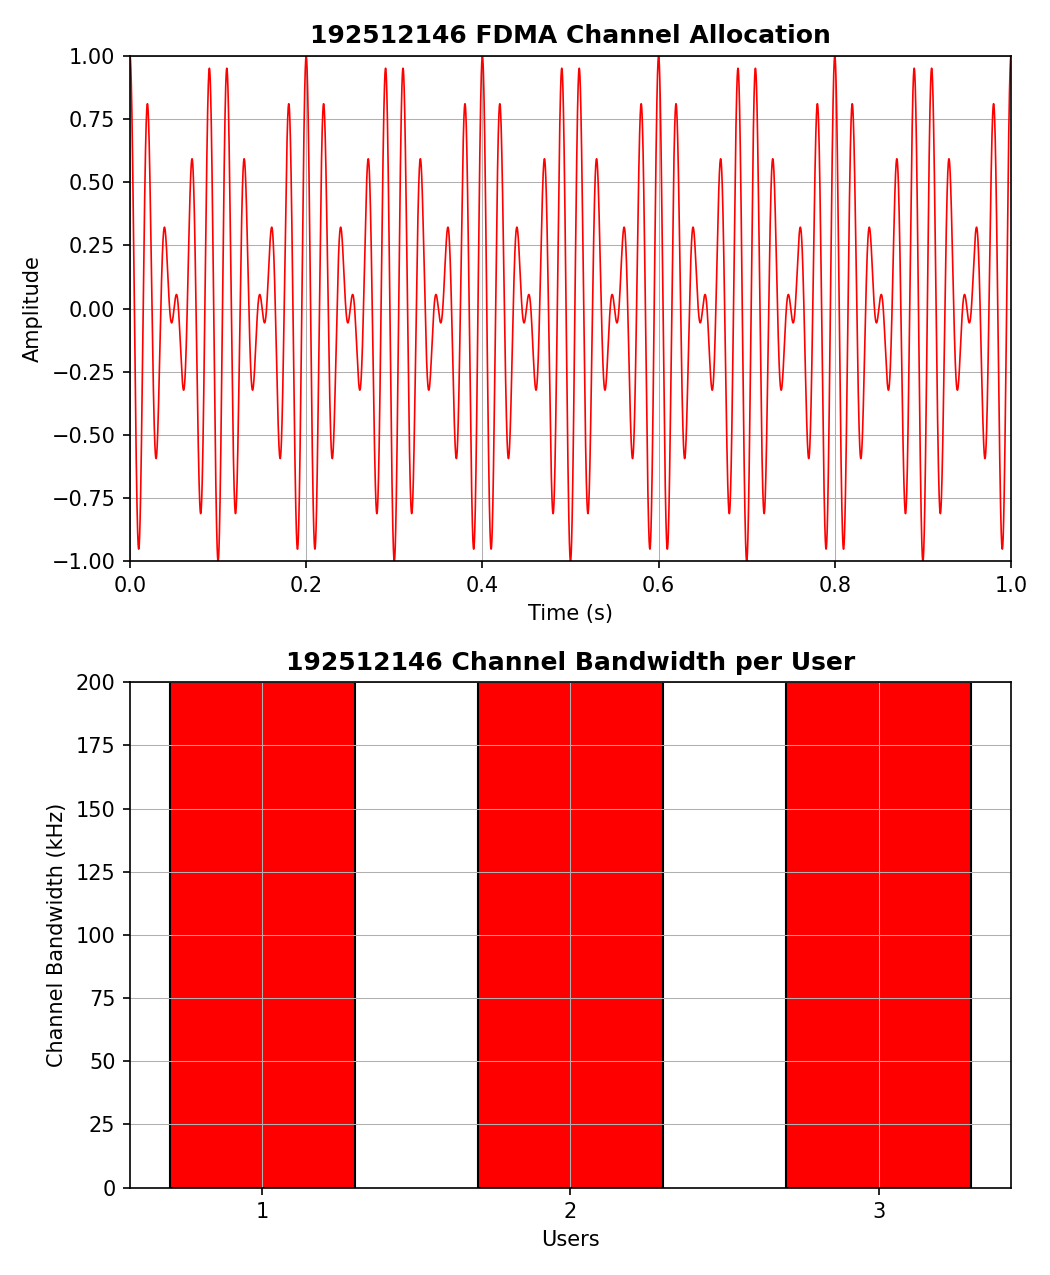 192512146 FDMA Channel Allocation
1.00
0.75
0.50
0.25
0.00
−0.25
−0.50
−0.75
−1.00
Amplitude
0.0 0.2 0.4 0.6 0.8 1.0
Time (s)
192512146 Channel Bandwidth per User
200
175
150
125
100
75
50
25
0
Channel Bandwidth (kHz)
1 2 3
Users